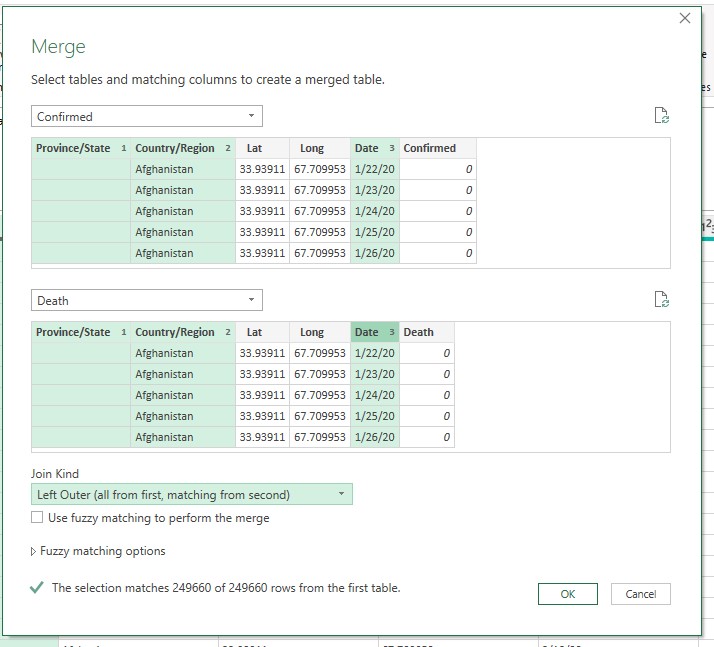 Merge
Select tables and matching columns to create a merged table.
Confirmed
Province/State 1 Country/Region 2 Lat Long Date 3 Confirmed
Afghanistan 33.93911 67.709953 1/22/20 0
Afghanistan 33.93911 67.709953 1/23/20 0
Afghanistan 33.93911 67.709953 1/24/20 0
Afghanistan 33.93911 67.709953 1/25/20 0
Afghanistan 33.93911 67.709953 1/26/20 0
Death
Province/State 1 Country/Region 2 Lat Long Date 3 Death
Afghanistan 33.93911 67.709953 1/22/20 0
Afghanistan 33.93911 67.709953 1/23/20 0
Afghanistan 33.93911 67.709953 1/24/20 0
Afghanistan 33.93911 67.709953 1/25/20 0
Afghanistan 33.93911 67.709953 1/26/20 0
Join Kind
Left Outer (all from first, matching from second)
Use fuzzy matching to perform the merge
Fuzzy matching options
The selection matches 249660 of 249660 rows from the first table.
OK Cancel